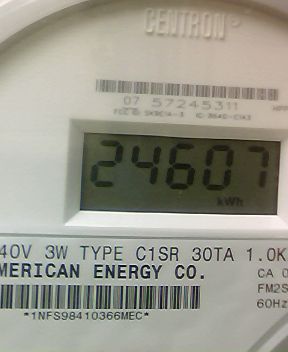 CENTRON
07 57245311
24607
kWh
40V 3W TYPE C1SR 30TA 1.0K
MERICAN ENERGY CO.
CA 0
FM2S
60Hz
*1NFS98410366MEC*